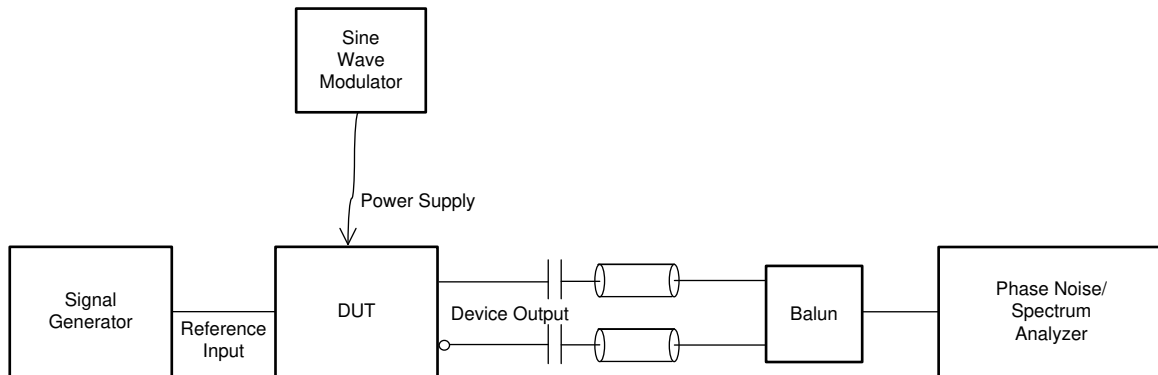 Sine
Wave
Modulator
Power Supply
Signal
Generator
Reference
Input
DUT
Device Output
Balun
Phase Noise/
Spectrum
Analyzer